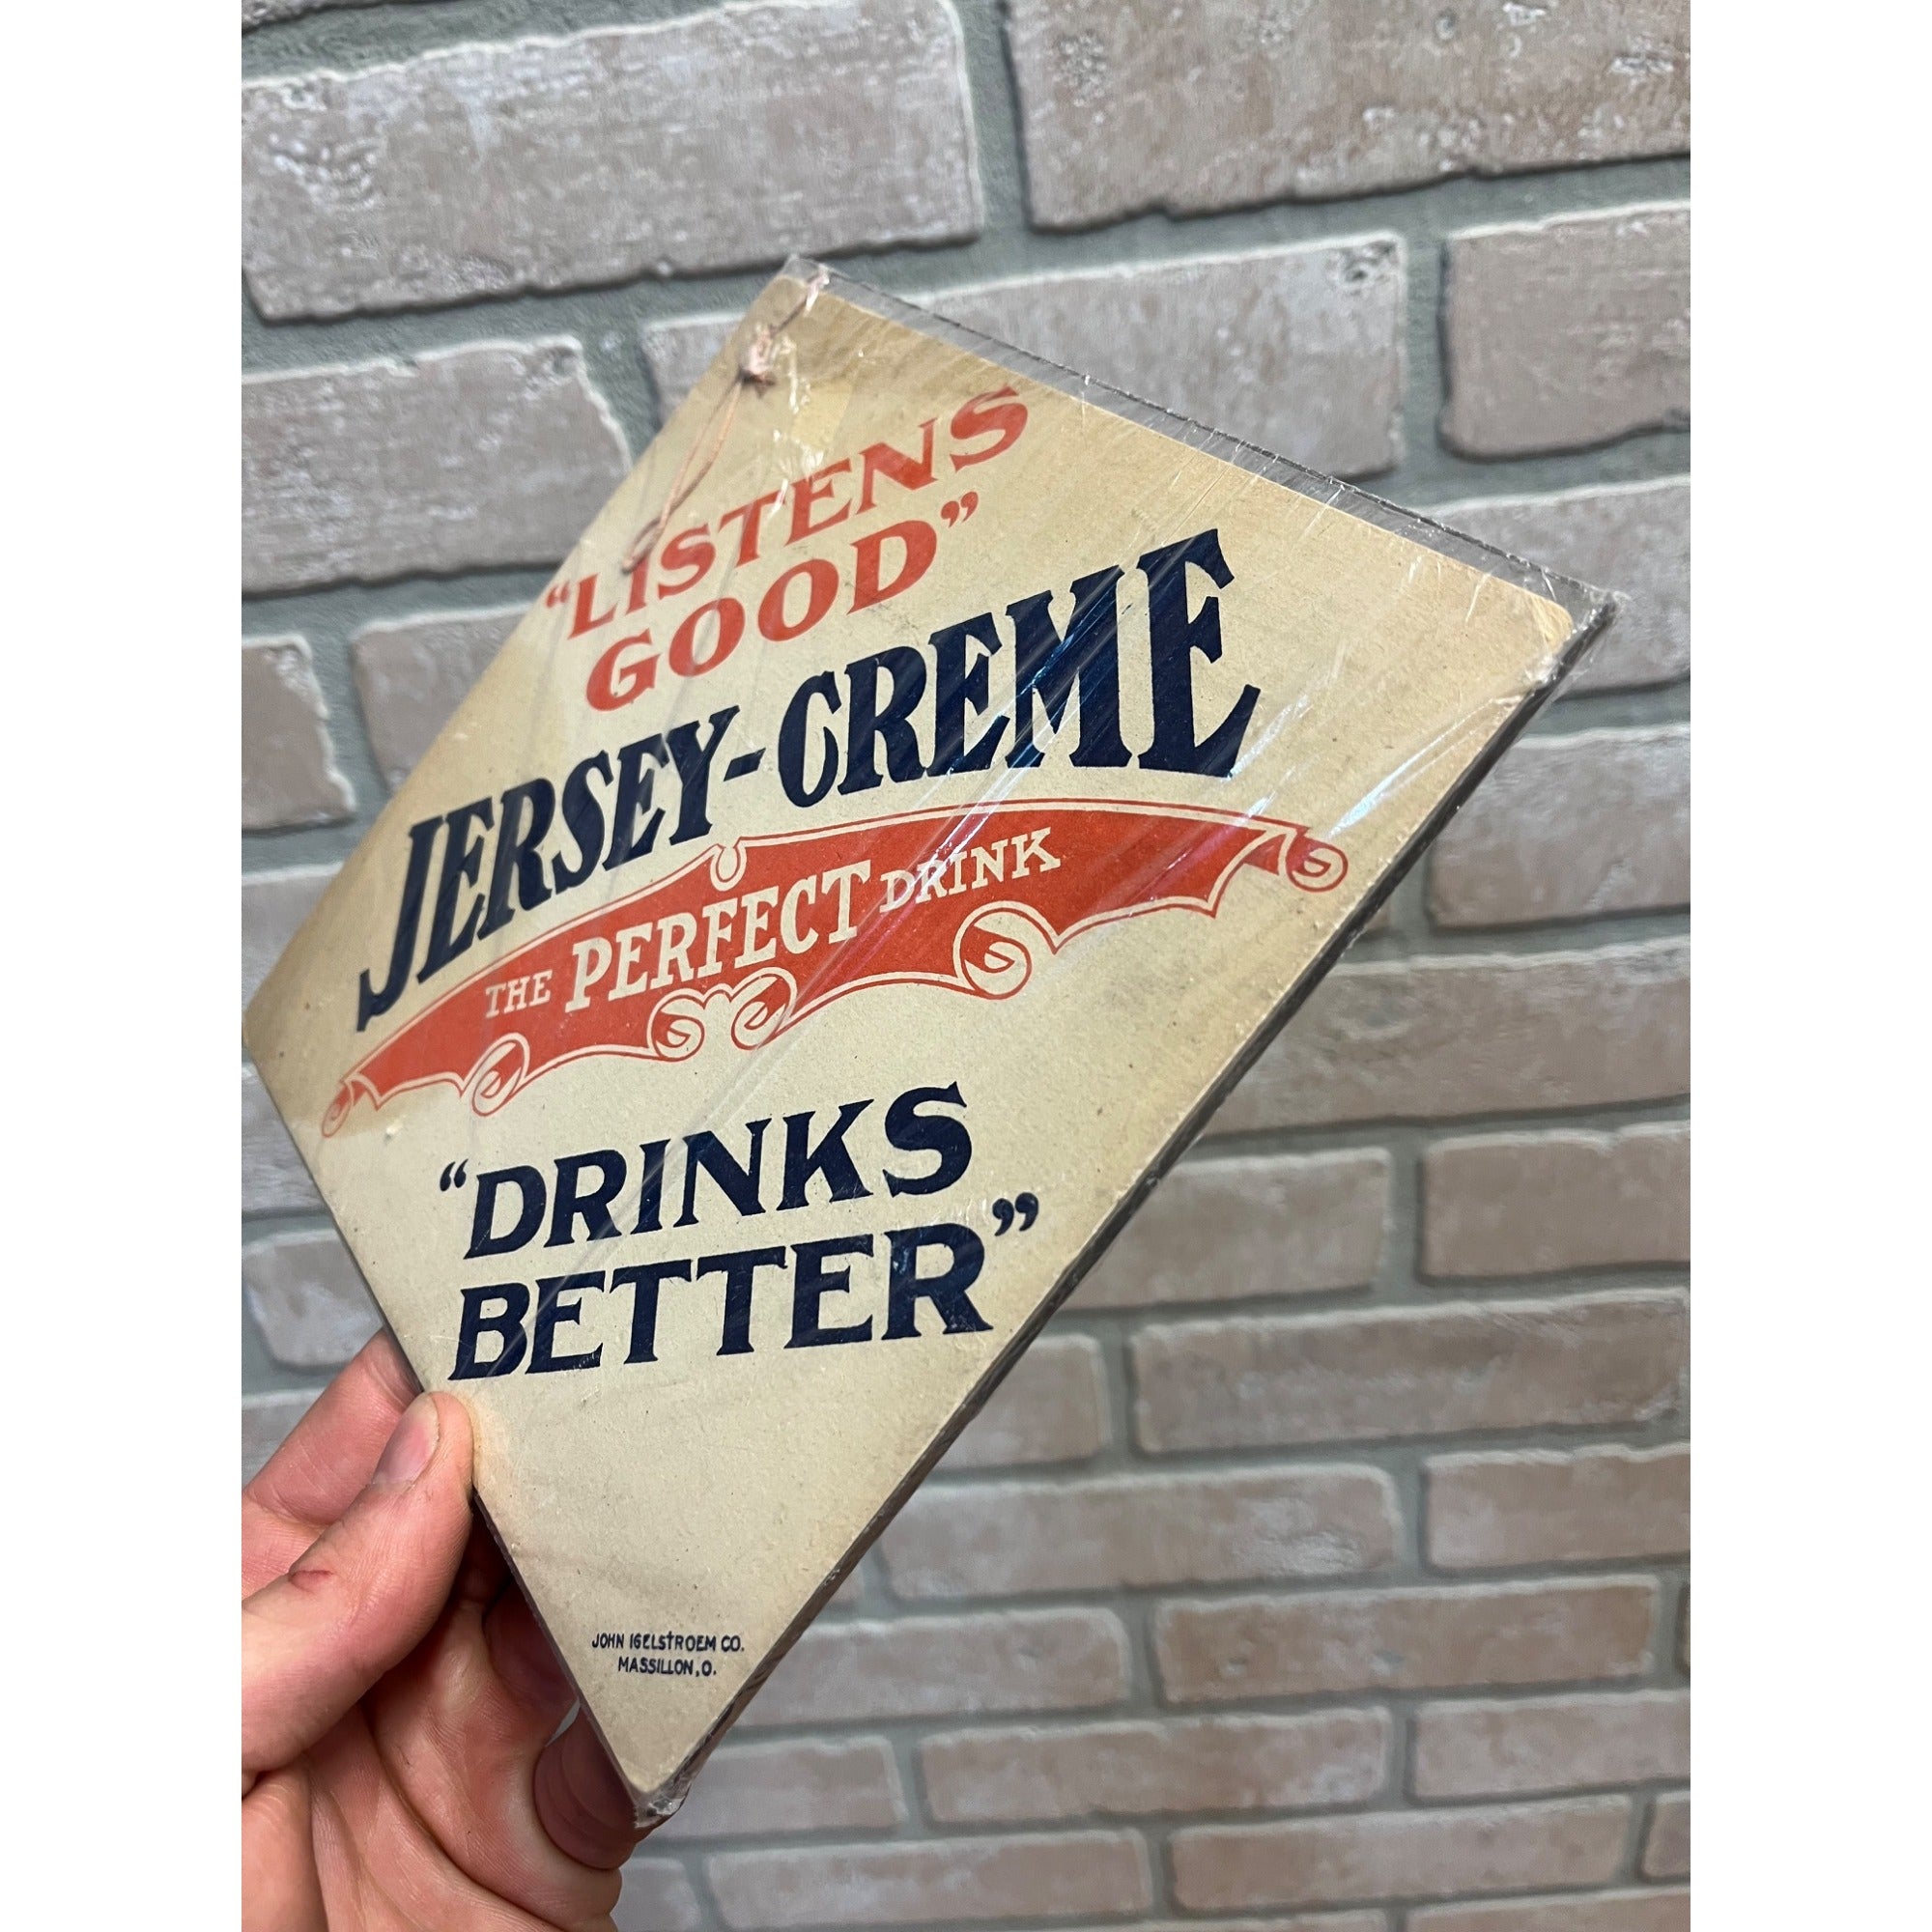 “LISTENS
GOOD”
JERSEY-CREME
THE PERFECT DRINK
“DRINKS
BETTER”
JOHN IGELSTROEM CO.
MASSILLON, O.